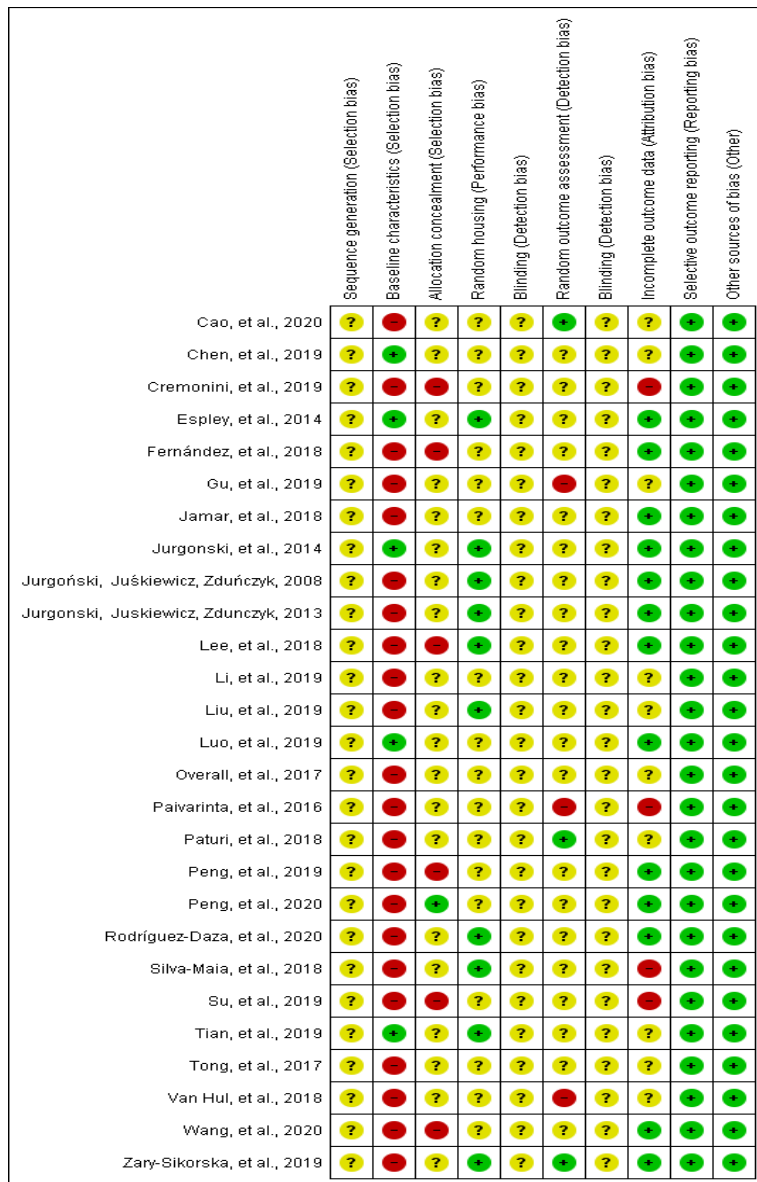 Sequence generation (Selection bias)
Baseline characteristics (Selection bias)
Allocation concealment (Selection bias)
Random housing (Performance bias)
Blinding (Detection bias)
Random outcome assessment (Detection bias)
Blinding (Detection bias)
Incomplete outcome data (Attribution bias)
Selective outcome reporting (Reporting bias)
Other sources of bias (Other)
Cao, et al., 2020 ? - ? ? ? + ? ? + +
Chen, et al., 2019 ? + ? ? ? ? ? ? + +
Cremonini, et al., 2019 ? - - ? ? ? ? - + +
Espley, et al., 2014 ? + ? + ? ? ? + + +
Fernández, et al., 2018 ? - - ? ? ? ? + + +
Gu, et al., 2019 ? - ? ? ? - ? ? + +
Jamar, et al., 2018 ? - ? ? ? ? ? + + +
Jurgonski, et al., 2014 ? + ? + ? ? ? + + +
Jurgoński, Juśkiewicz, Zduńczyk, 2008 ? - ? + ? ? ? + + +
Jurgonski, Juskiewicz, Zdunczyk, 2013 ? - ? + ? ? ? + + +
Lee, et al., 2018 ? - - + ? ? ? + + +
Li, et al., 2019 ? - ? ? ? ? ? ? + +
Liu, et al., 2019 ? - ? + ? ? ? ? + +
Luo, et al., 2019 ? + ? ? ? ? ? + + +
Overall, et al., 2017 ? - ? ? ? ? ? ? + +
Paivarinta, et al., 2016 ? - ? ? ? - ? - + +
Paturi, et al., 2018 ? - ? ? ? + ? ? + +
Peng, et al., 2019 ? - - ? ? ? ? + + +
Peng, et al., 2020 ? - + ? ? ? ? + + +
Rodríguez-Daza, et al., 2020 ? - ? + ? ? ? + + +
Silva-Maia, et al., 2018 ? - ? + ? ? ? - + +
Su, et al., 2019 ? - - ? ? ? ? - + +
Tian, et al., 2019 ? + ? + ? ? ? ? + +
Tong, et al., 2017 ? - ? ? ? ? ? ? + +
Van Hul, et al., 2018 ? - ? ? ? - ? ? + +
Wang, et al., 2020 ? - - ? ? ? ? + + +
Zary-Sikorska, et al., 2019 ? - ? + ? + ? + + +